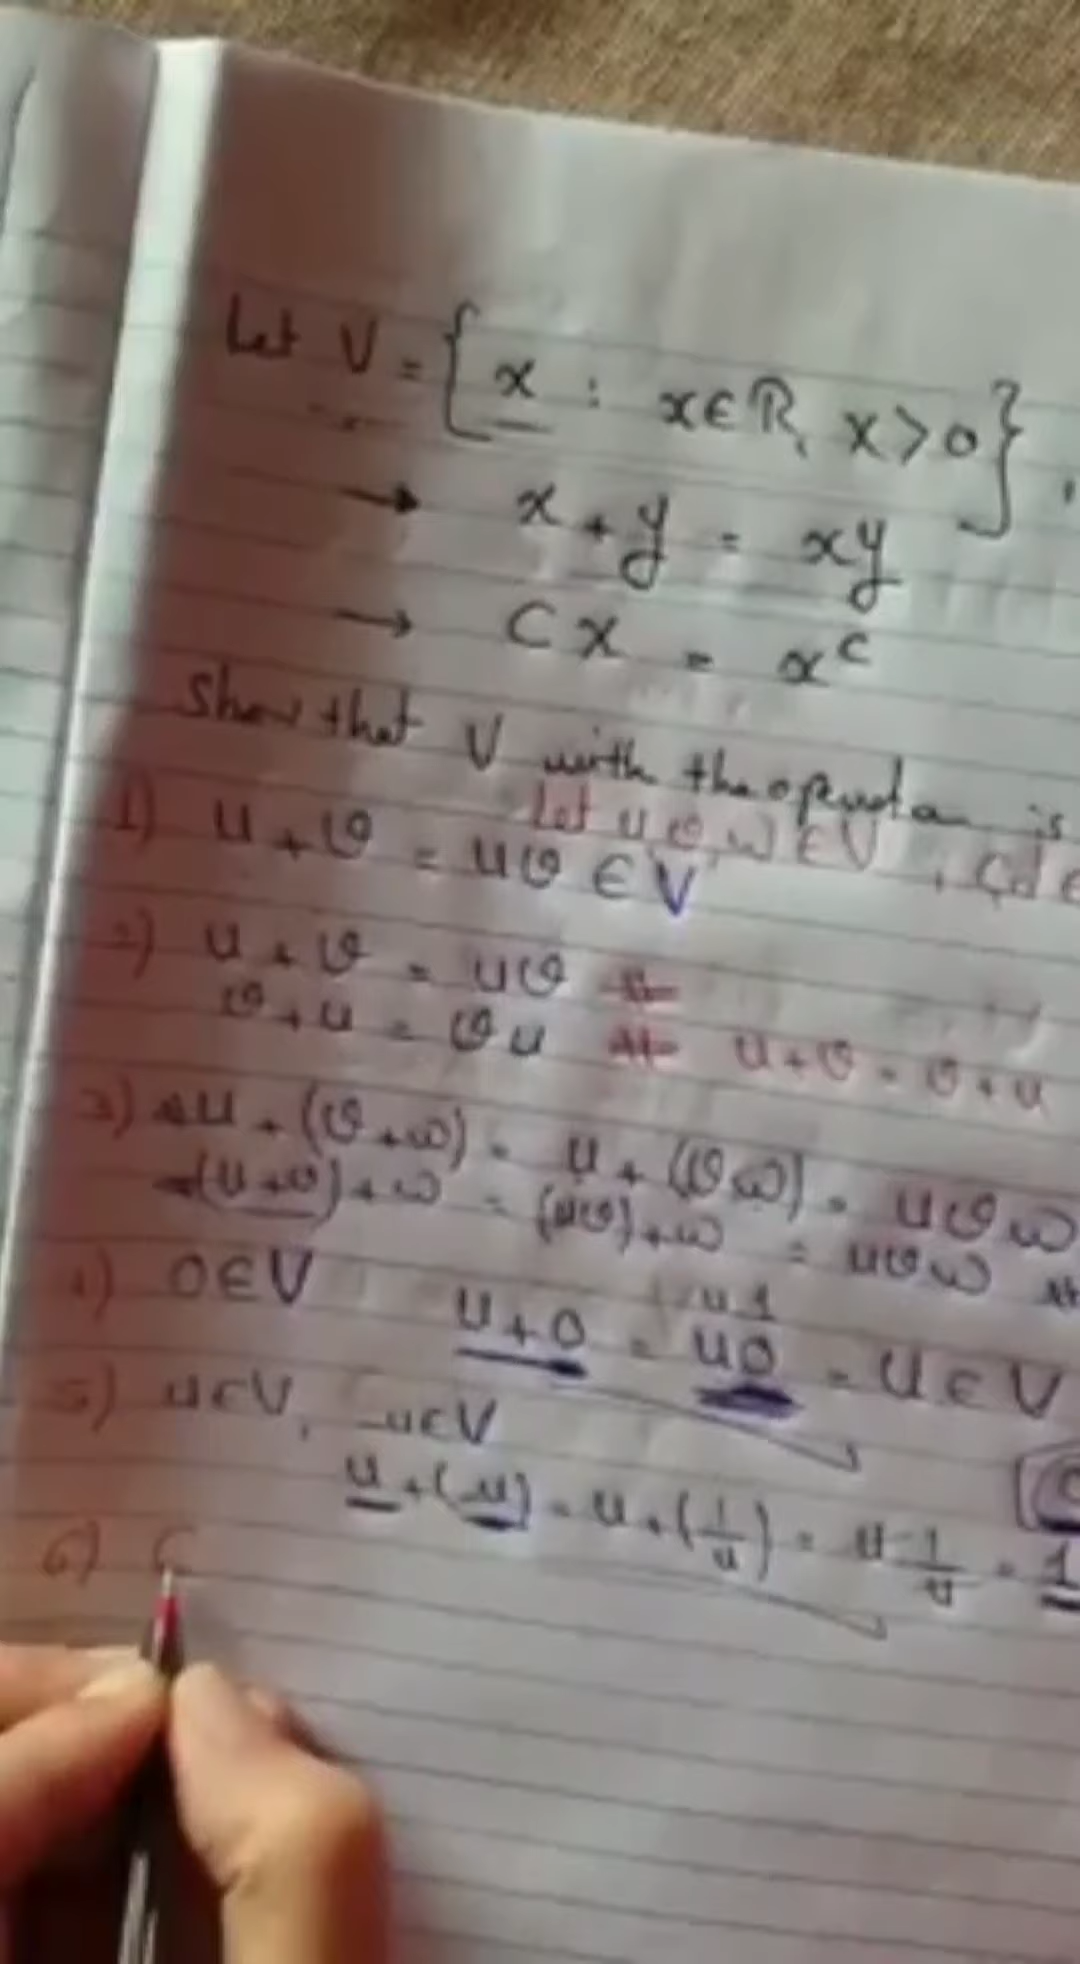 Let V = { x : x∈ℝ, x>0 } ,
→ x + y = xy
→ Cx = x^c
Show that V with the operation is
Let u, v, w ∈ V , c,d ∈
1) u + v = uv ∈ V
2) u + v = uv
v + u = vu u + v = v + u
3) u + (v + w) = u + (vw) = uvw
(u + v) + w = (uv) + w = uvw
4) 0∈V u + 0 = u0 = u ∈ V
u1
5) u∈V, -u∈V
u + (-u) = u + (1/u) = u 1/u = 1
6) C